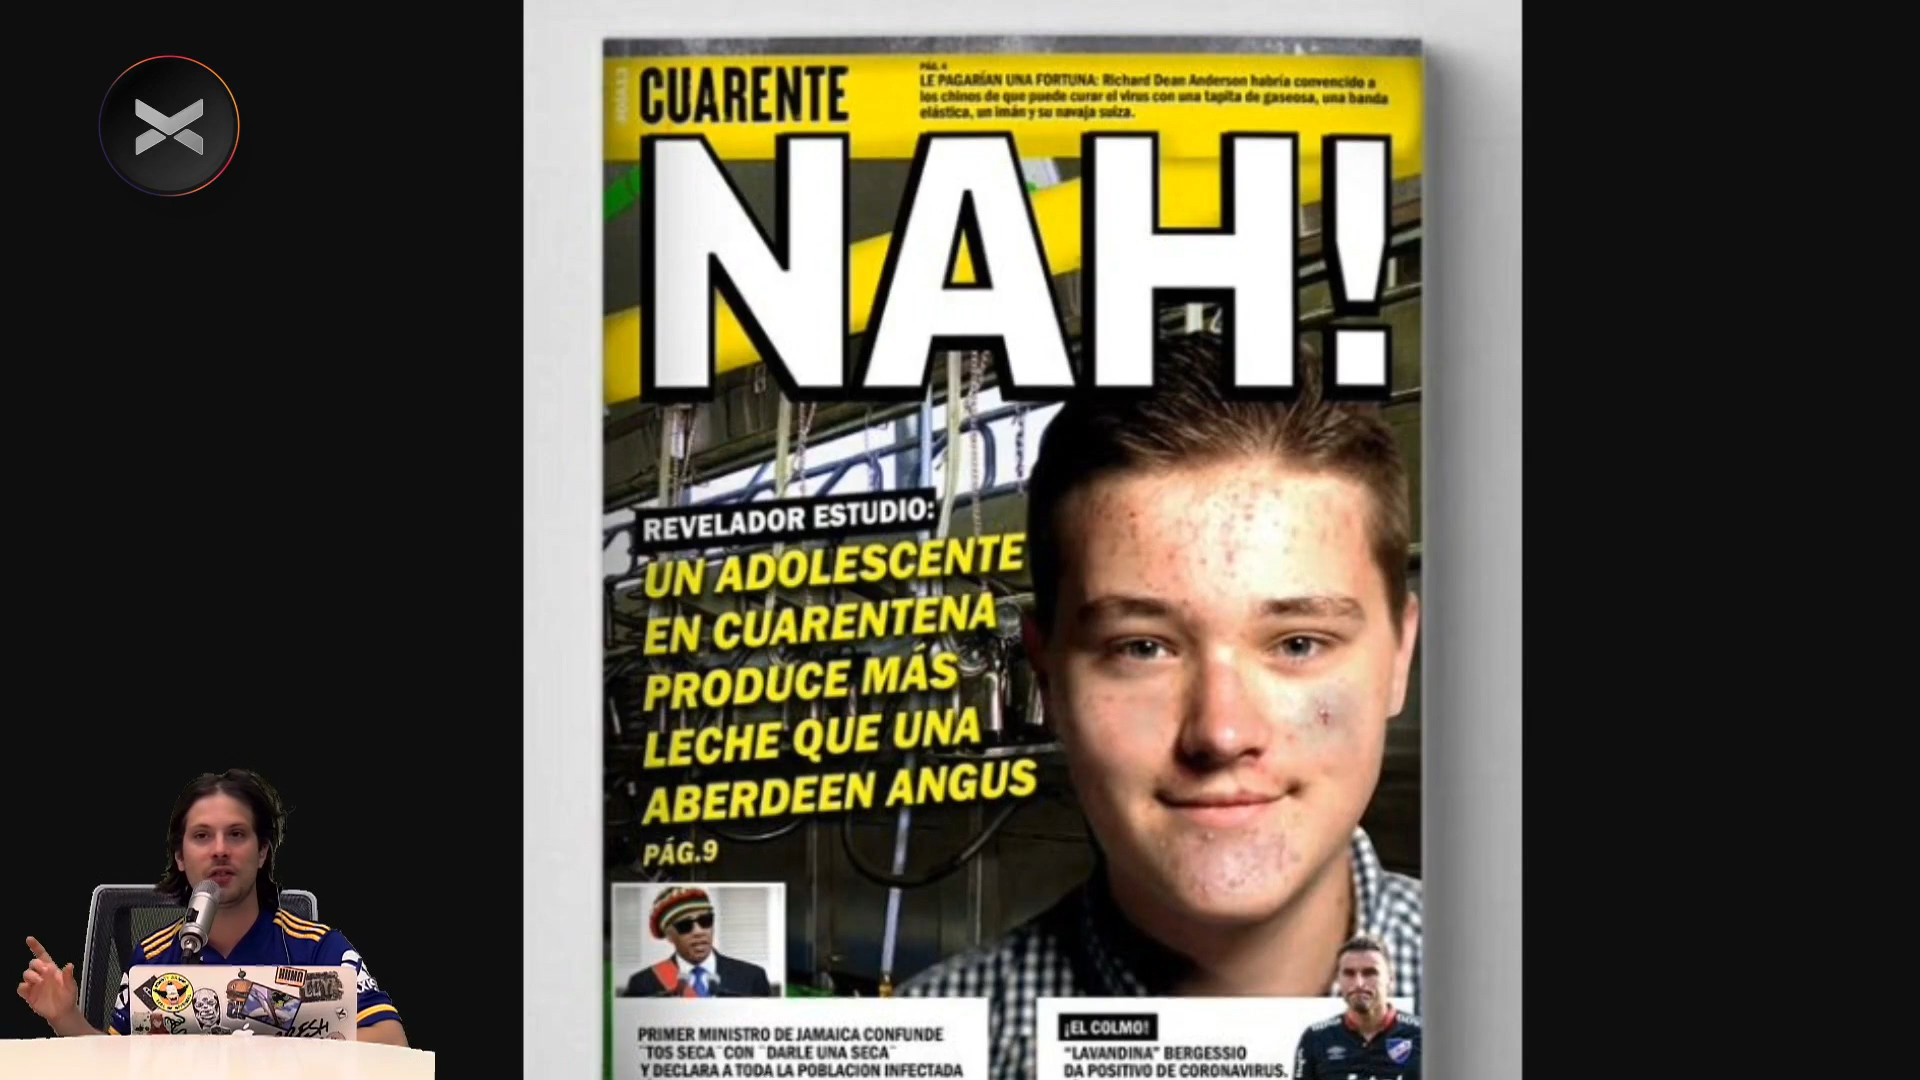 CUARENTE
PÁG. 4
LE PAGARÍAN UNA FORTUNA: Richard Dean Anderson habría convencido a
los chinos de que puede curar el virus con una tapita de gaseosa, una banda
elástica, un imán y su navaja suiza.
NAH!
REVELADOR ESTUDIO:
UN ADOLESCENTE
EN CUARENTENA
PRODUCE MÁS
LECHE QUE UNA
ABERDEEN ANGUS
PÁG.9
PRIMER MINISTRO DE JAMAICA CONFUNDE
¨TOS SECA¨ CON ¨DARLE UNA SECA¨
Y DECLARA A TODA LA POBLACION INFECTADA
¡EL COLMO!
"LAVANDINA" BERGESSIO
DA POSITIVO DE CORONAVIRUS.